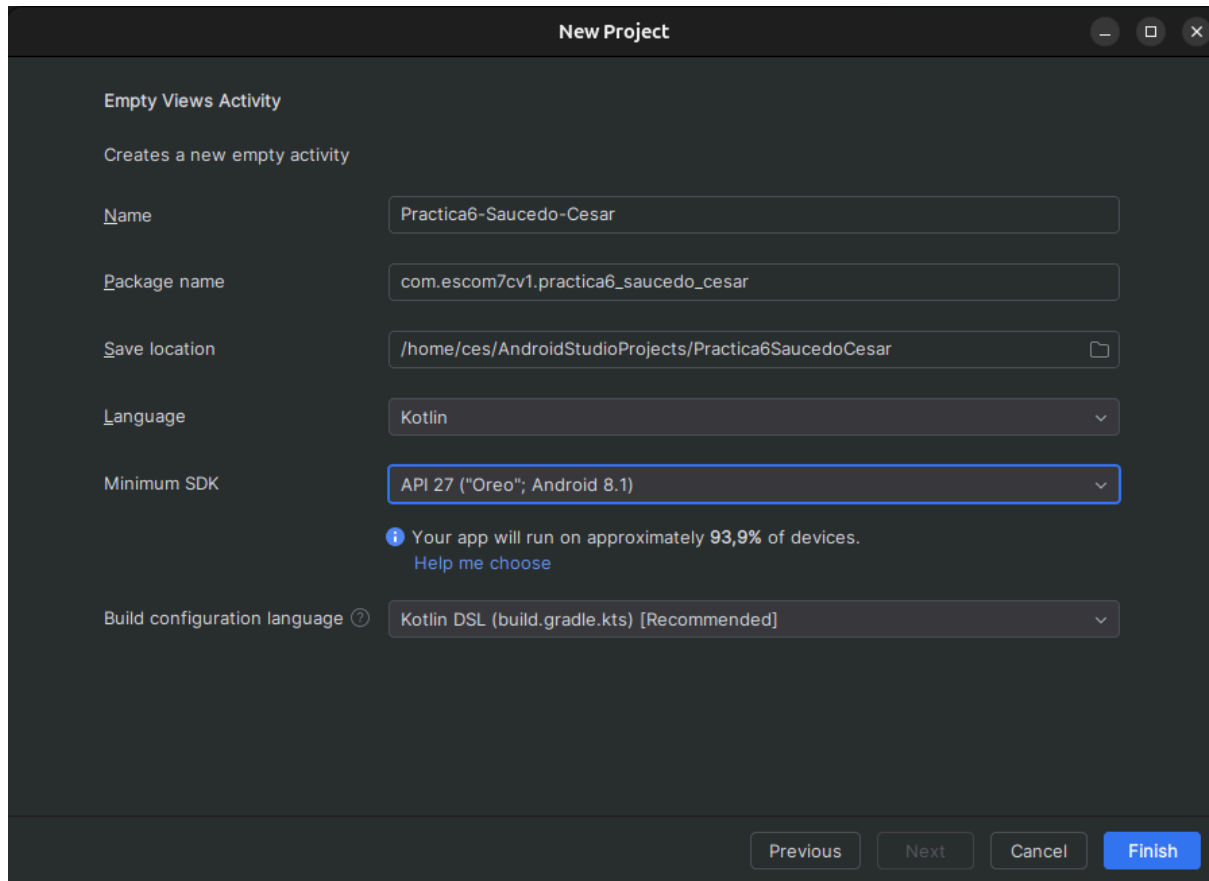 New Project
Empty Views Activity
Creates a new empty activity
Name
Practica6-Saucedo-Cesar
Package name
com.escom7cv1.practica6_saucedo_cesar
Save location
/home/ces/AndroidStudioProjects/Practica6SaucedoCesar
Language
Kotlin
Minimum SDK
API 27 ("Oreo"; Android 8.1)
Your app will run on approximately 93,9% of devices.
Help me choose
Build configuration language
Kotlin DSL (build.gradle.kts) [Recommended]
Previous
Next
Cancel
Finish